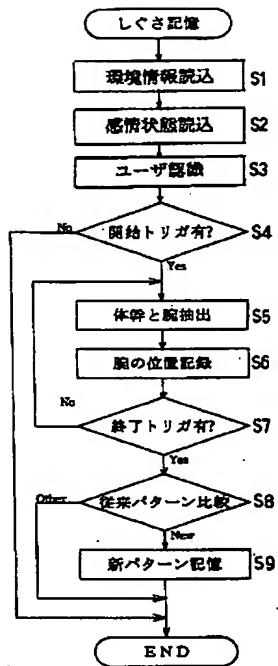 しぐさ記憶
環境情報読込 S1
感情状態読込 S2
ユーザ認識 S3
No 開始トリガ有? S4
Yes
体幹と腕抽出 S5
腕の位置記録 S6
No
終了トリガ有? S7
Yes
Other 従来パターン比較 S8
New
新パターン記憶 S9
END